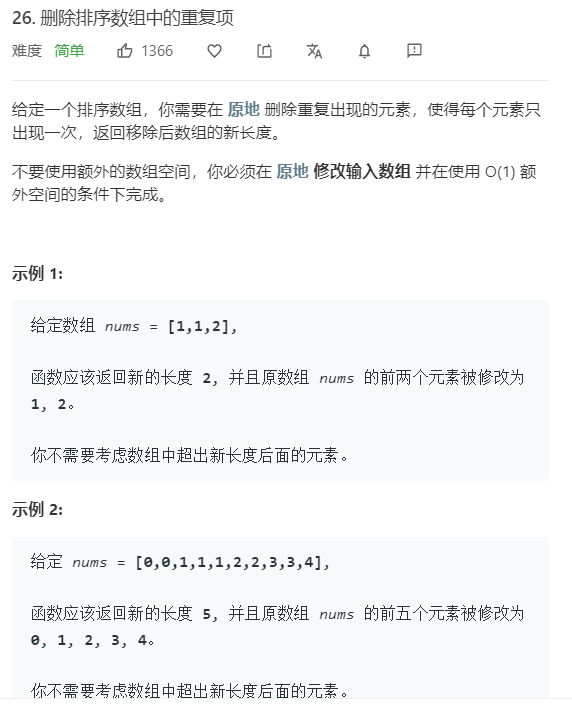 26. 删除排序数组中的重复项
难度 简单 1366
给定一个排序数组，你需要在 原地 删除重复出现的元素，使得每个元素只
出现一次，返回移除后数组的新长度。
不要使用额外的数组空间，你必须在 原地 修改输入数组 并在使用 O(1) 额
外空间的条件下完成。
示例 1:
给定数组 nums = [1,1,2],
函数应该返回新的长度 2, 并且原数组 nums 的前两个元素被修改为
1, 2。
你不需要考虑数组中超出新长度后面的元素。
示例 2:
给定 nums = [0,0,1,1,1,2,2,3,3,4],
函数应该返回新的长度 5, 并且原数组 nums 的前五个元素被修改为
0, 1, 2, 3, 4。
你不需要考虑数组中超出新长度后面的元素。